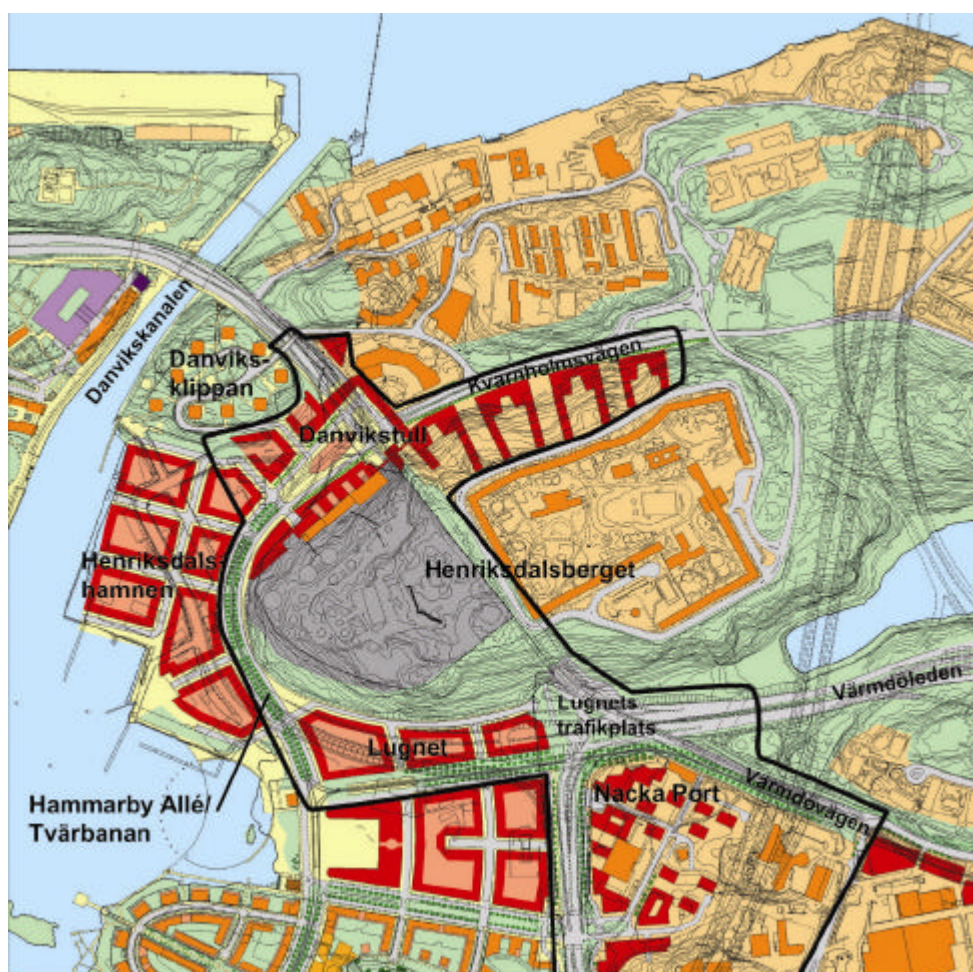 Danvikskanalen
Danviks-
klippan
Kvarnholmsvägen
Danvikstull
Henriksdals-
hamnen
Henriksdalsberget
Värmdöleden
Lugnets
trafikplats
Lugnet
Hammarby Allé/
Tvärbanan
Nacka Port
Värmdövägen